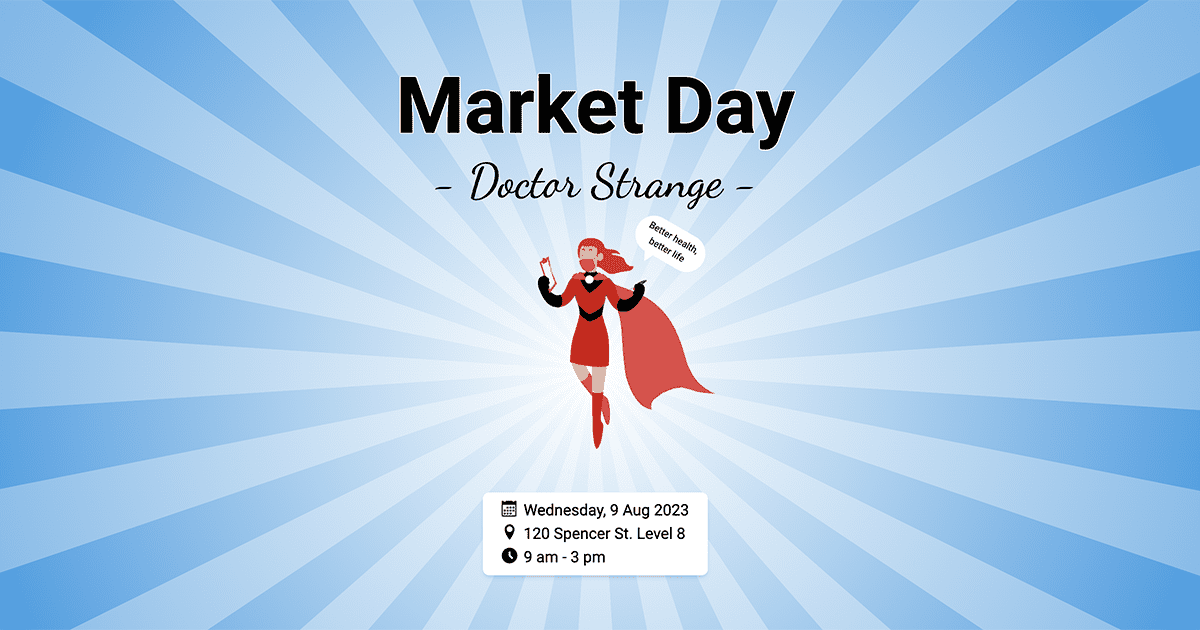 Market Day
- Doctor Strange -
Better health,
better life
Wednesday, 9 Aug 2023
120 Spencer St. Level 8
9 am - 3 pm